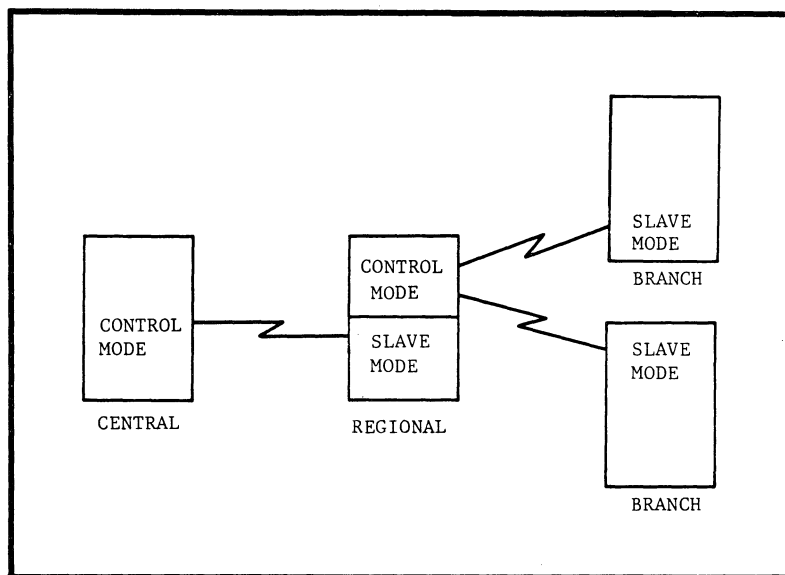 CONTROL
MODE
CENTRAL
CONTROL
MODE
SLAVE
MODE
REGIONAL
SLAVE
MODE
BRANCH
SLAVE
MODE
BRANCH